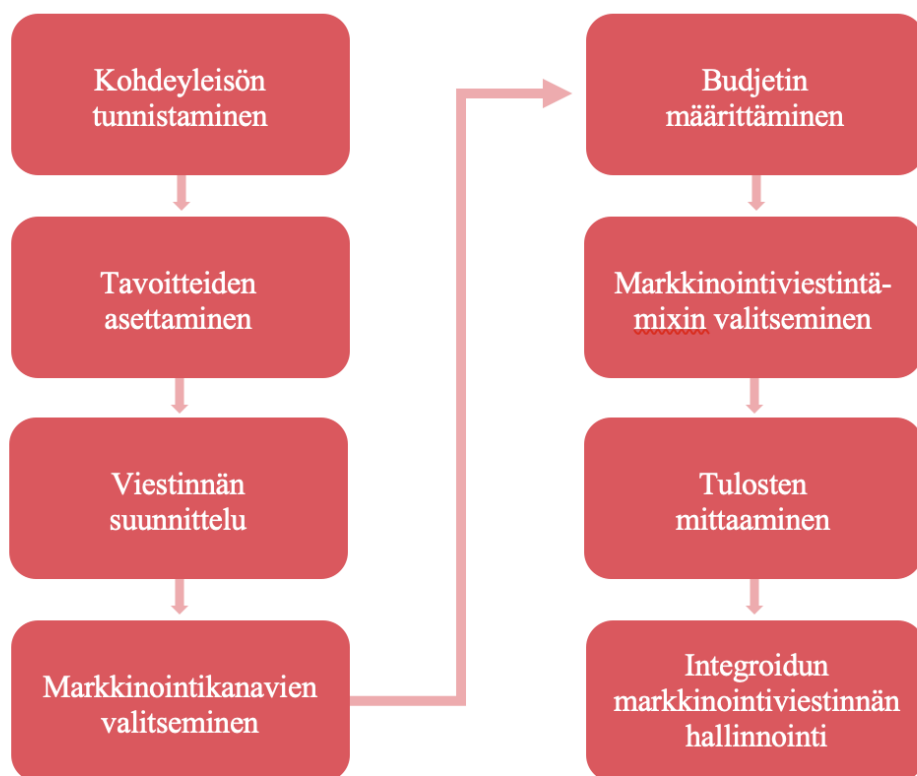 Kohdeyleisön
tunnistaminen
Tavoitteiden
asettaminen
Viestinnän
suunnittelu
Markkinointikanavien
valitseminen
Budjetin
määrittäminen
Markkinointiviestintä-
mixin valitseminen
Tulosten
mittaaminen
Integroidun
markkinointiviestinnän
hallinnointi